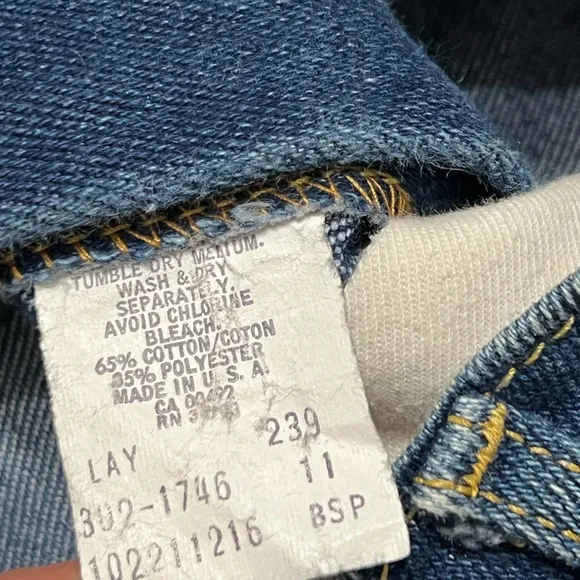 TUMBLE DRY MEDIUM.
WASH & DRY
SEPARATELY.
AVOID CHLORINE
BLEACH.
65% COTTON/COTON
35% POLYESTER
MADE IN U.S.A.
CA
RN
239
LAY 11
302-1746 BSP
102211216